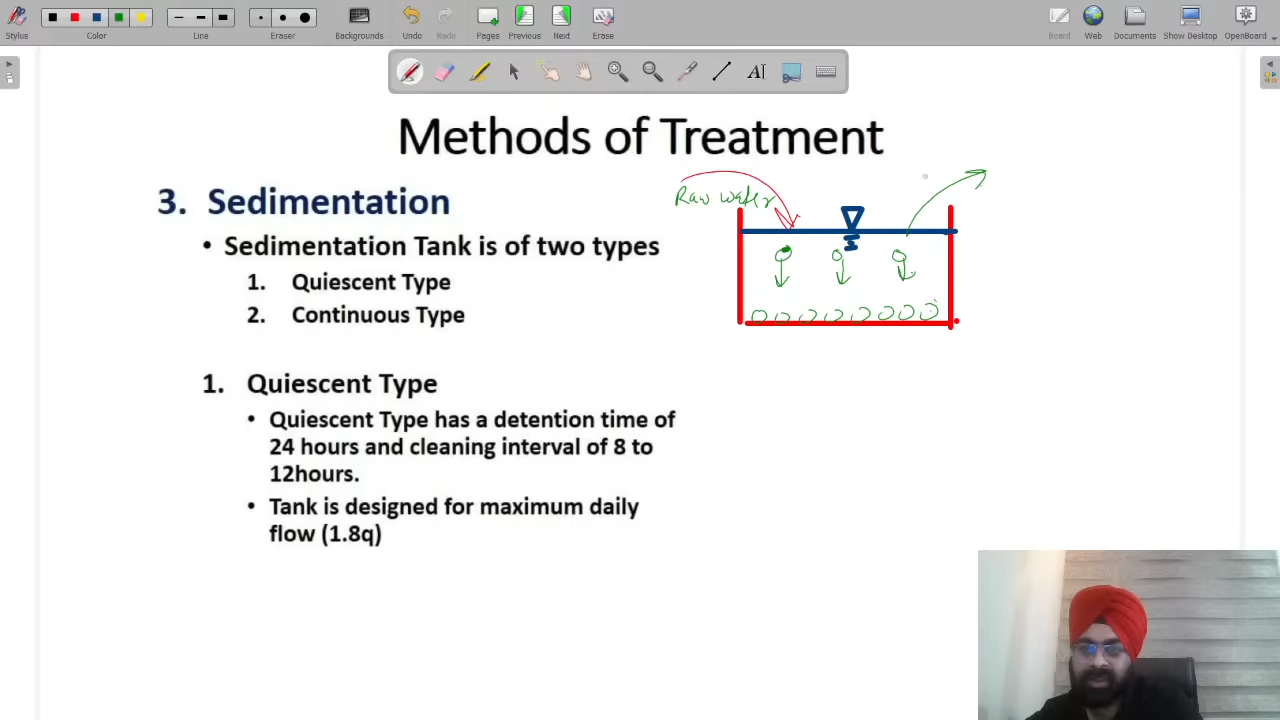 Stylus
Color
Line
Eraser
Backgrounds
Undo
Redo
Pages
Previous
Next
Erase
Board
Web
Documents
Show Desktop
OpenBoard
Methods of Treatment
3. Sedimentation
Raw water
• Sedimentation Tank is of two types
1. Quiescent Type
2. Continuous Type
1. Quiescent Type
• Quiescent Type has a detention time of
24 hours and cleaning interval of 8 to
12hours.
• Tank is designed for maximum daily
flow (1.8q)